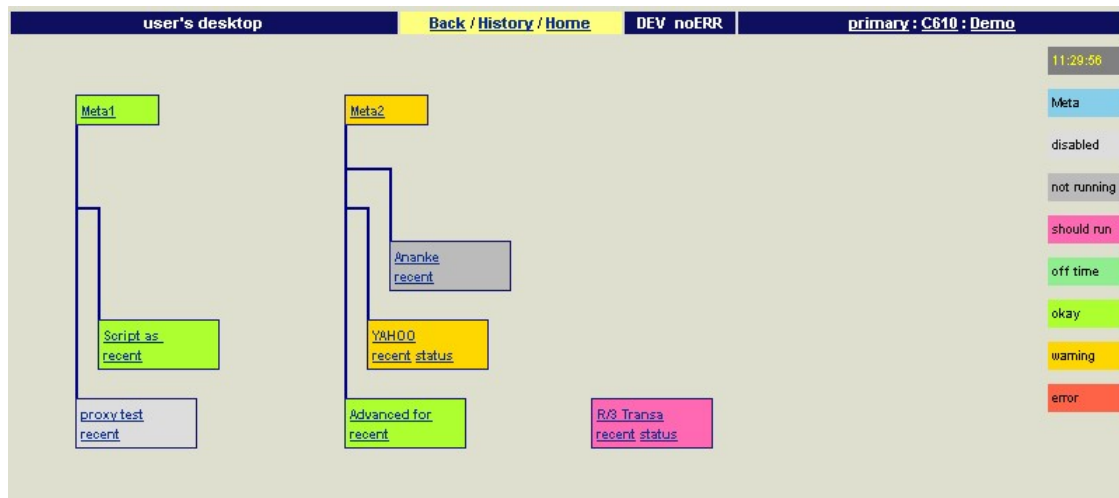 user's desktop
Back / History / Home
DEV noERR
primary : C610 : Demo
11:29:56
Meta
disabled
not running
should run
off time
okay
warning
error
Meta1
Script as
recent
proxy test
recent
Meta2
Ananke
recent
YAHOO
recent status
Advanced for
recent
R/3 Transa
recent status